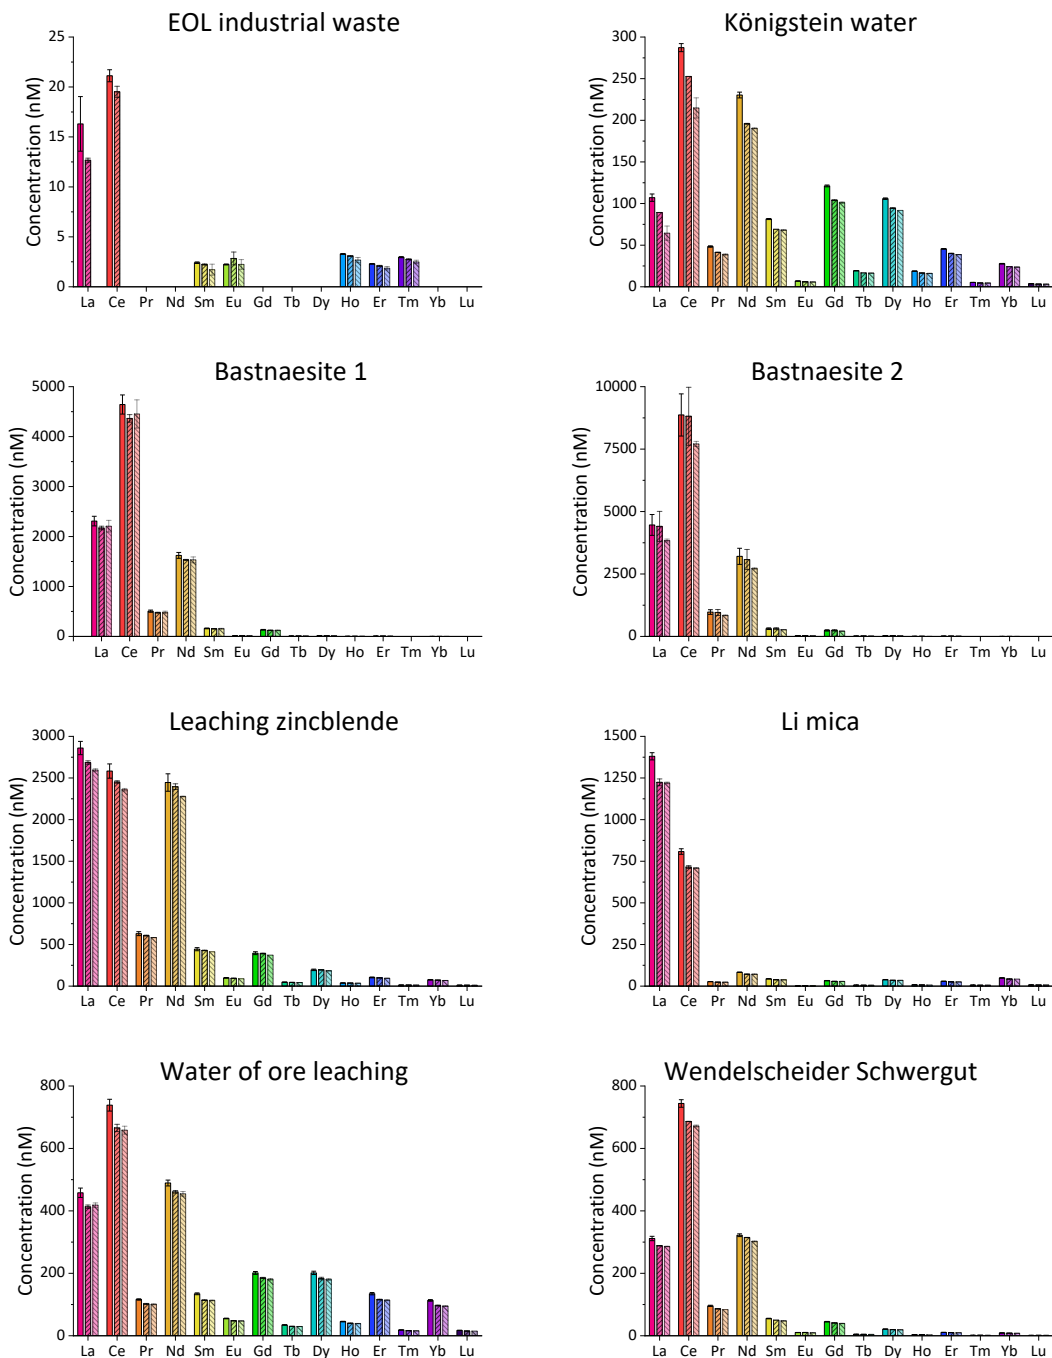 EOL industrial waste
Concentration (nM)
25
20
15
10
5
0
La Ce Pr Nd Sm Eu Gd Tb Dy Ho Er Tm Yb Lu
Königstein water
Concentration (nM)
300
250
200
150
100
50
0
La Ce Pr Nd Sm Eu Gd Tb Dy Ho Er Tm Yb Lu
Bastnaesite 1
Concentration (nM)
5000
4000
3000
2000
1000
0
La Ce Pr Nd Sm Eu Gd Tb Dy Ho Er Tm Yb Lu
Bastnaesite 2
Concentration (nM)
10000
7500
5000
2500
0
La Ce Pr Nd Sm Eu Gd Tb Dy Ho Er Tm Yb Lu
Leaching zincblende
Concentration (nM)
3000
2500
2000
1500
1000
500
0
La Ce Pr Nd Sm Eu Gd Tb Dy Ho Er Tm Yb Lu
Li mica
Concentration (nM)
1500
1250
1000
750
500
250
0
La Ce Pr Nd Sm Eu Gd Tb Dy Ho Er Tm Yb Lu
Water of ore leaching
Concentration (nM)
800
600
400
200
0
La Ce Pr Nd Sm Eu Gd Tb Dy Ho Er Tm Yb Lu
Wendelscheider Schwergut
Concentration (nM)
800
600
400
200
0
La Ce Pr Nd Sm Eu Gd Tb Dy Ho Er Tm Yb Lu